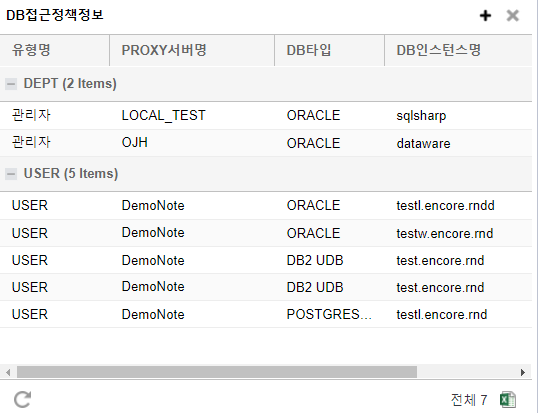 DB접근정책정보
유형명 PROXY서버명 DB타입 DB인스턴스명
DEPT (2 Items)
관리자 LOCAL_TEST ORACLE sqlsharp
관리자 OJH ORACLE dataware
USER (5 Items)
USER DemoNote ORACLE testl.encore.rndd
USER DemoNote ORACLE testw.encore.rnd
USER DemoNote DB2 UDB test.encore.rnd
USER DemoNote DB2 UDB test.encore.rnd
USER DemoNote POSTGRES... testl.encore.rnd
전체 7